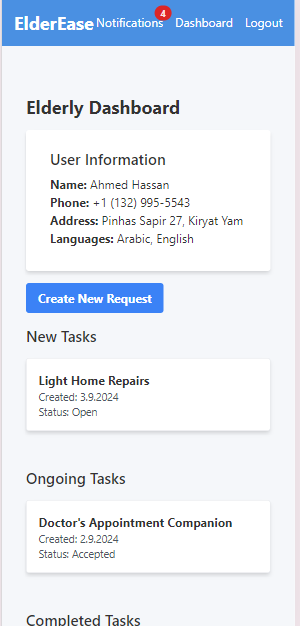 ElderEase Notifications 4 Dashboard Logout
Elderly Dashboard
User Information
Name: Ahmed Hassan
Phone: +1 (132) 995-5543
Address: Pinhas Sapir 27, Kiryat Yam
Languages: Arabic, English
Create New Request
New Tasks
Light Home Repairs
Created: 3.9.2024
Status: Open
Ongoing Tasks
Doctor's Appointment Companion
Created: 2.9.2024
Status: Accepted
Completed Tasks